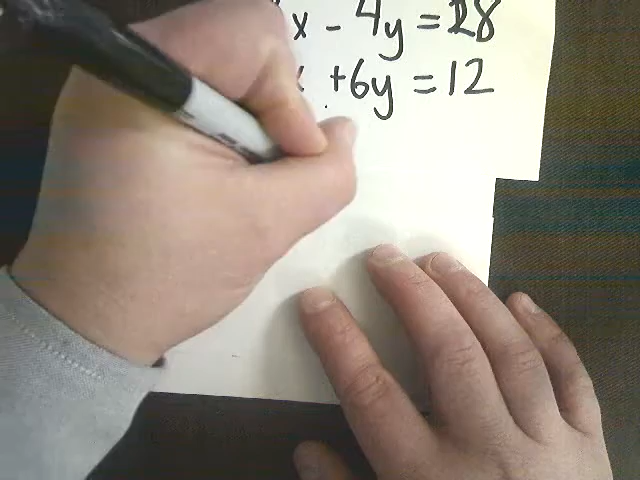 x - 4y = 28
x + 6y = 12